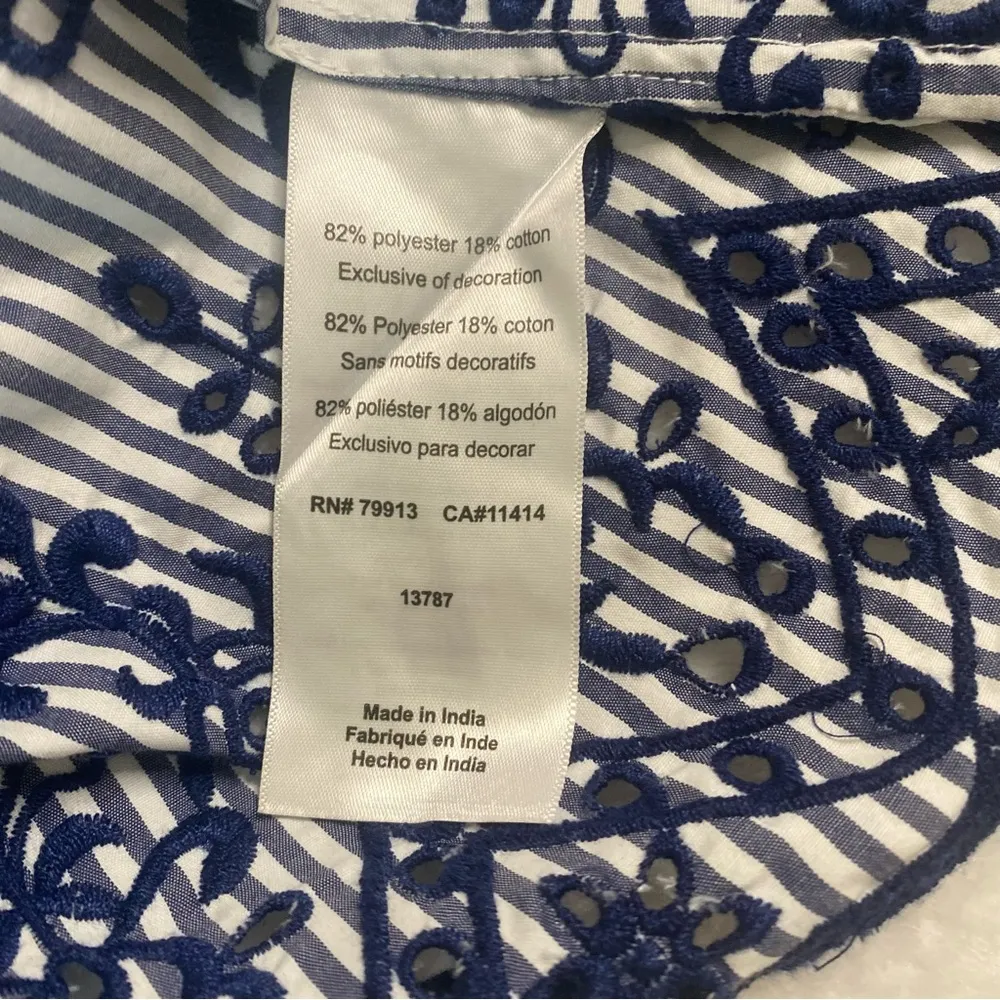 82% polyester 18% cotton
Exclusive of decoration
82% Polyester 18% coton
Sans motifs decoratifs
82% poliéster 18% algodón
Exclusivo para decorar
RN# 79913 CA#11414
13787
Made in India
Fabriqué en Inde
Hecho en India